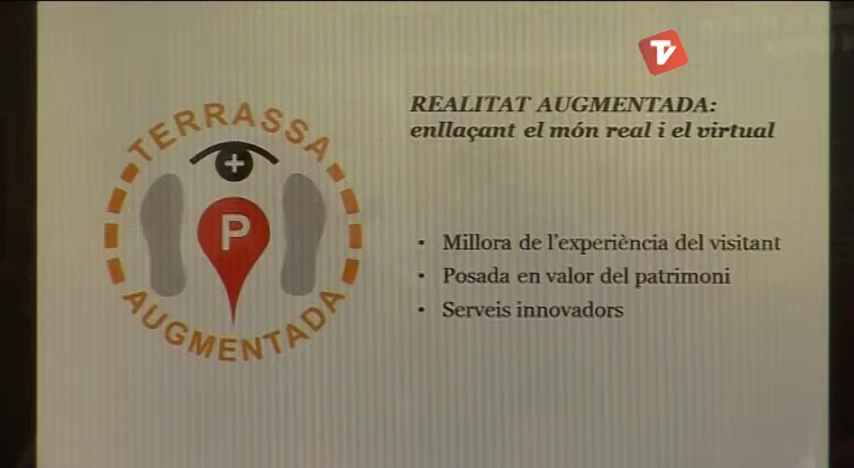 TV
REALITAT AUGMENTADA:
enllaçant el món real i el virtual
TERRASSA
+
P
AUGMENTADA
• Millora de l'experiència del visitant
• Posada en valor del patrimoni
• Serveis innovadors